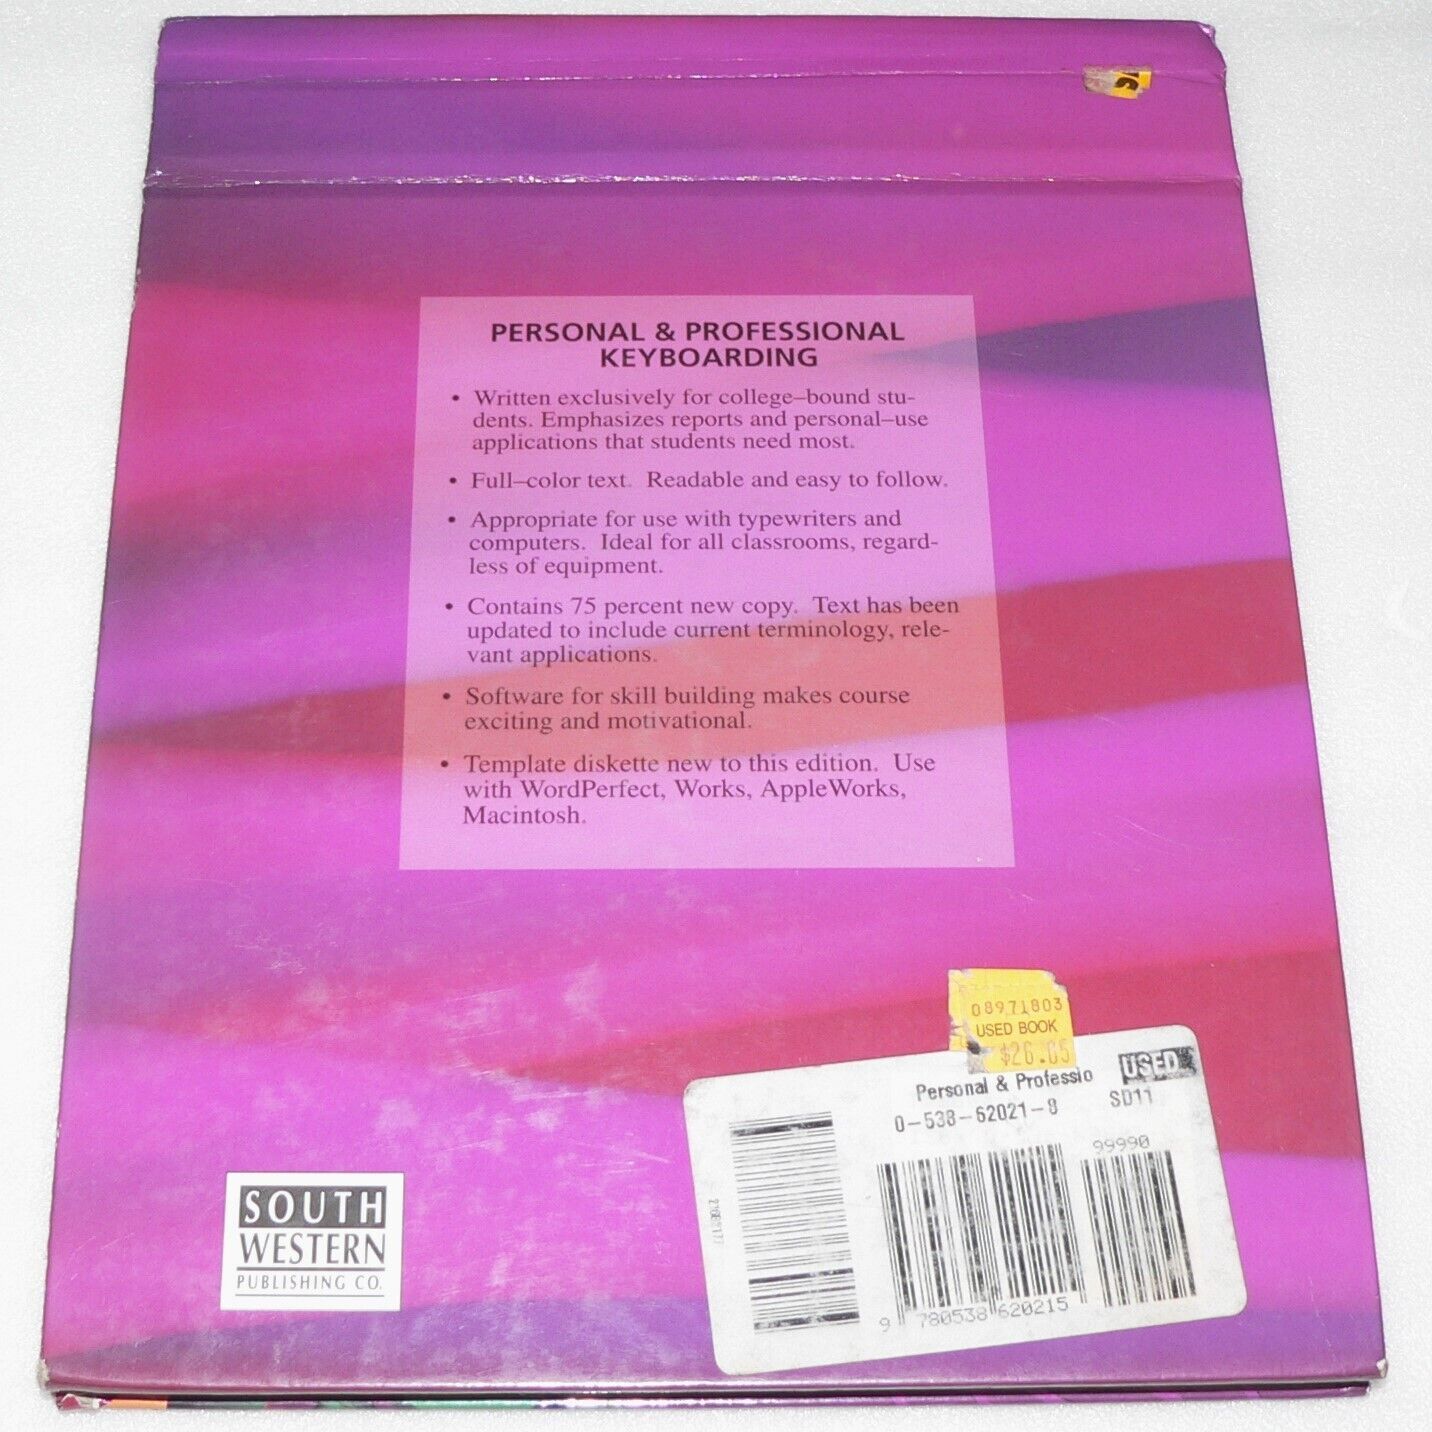 PERSONAL & PROFESSIONAL
KEYBOARDING
• Written exclusively for college–bound stu-
dents. Emphasizes reports and personal–use
applications that students need most.
• Full–color text. Readable and easy to follow.
• Appropriate for use with typewriters and
computers. Ideal for all classrooms, regard-
less of equipment.
• Contains 75 percent new copy. Text has been
updated to include current terminology, rele-
vant applications.
• Software for skill building makes course
exciting and motivational.
• Template diskette new to this edition. Use
with WordPerfect, Works, AppleWorks,
Macintosh.
08971803
USED BOOK
$26.05
Personal & Professio USED
0-538-62021-8 SD11
99990
9 780538 620215
SOUTH
WESTERN
PUBLISHING CO.